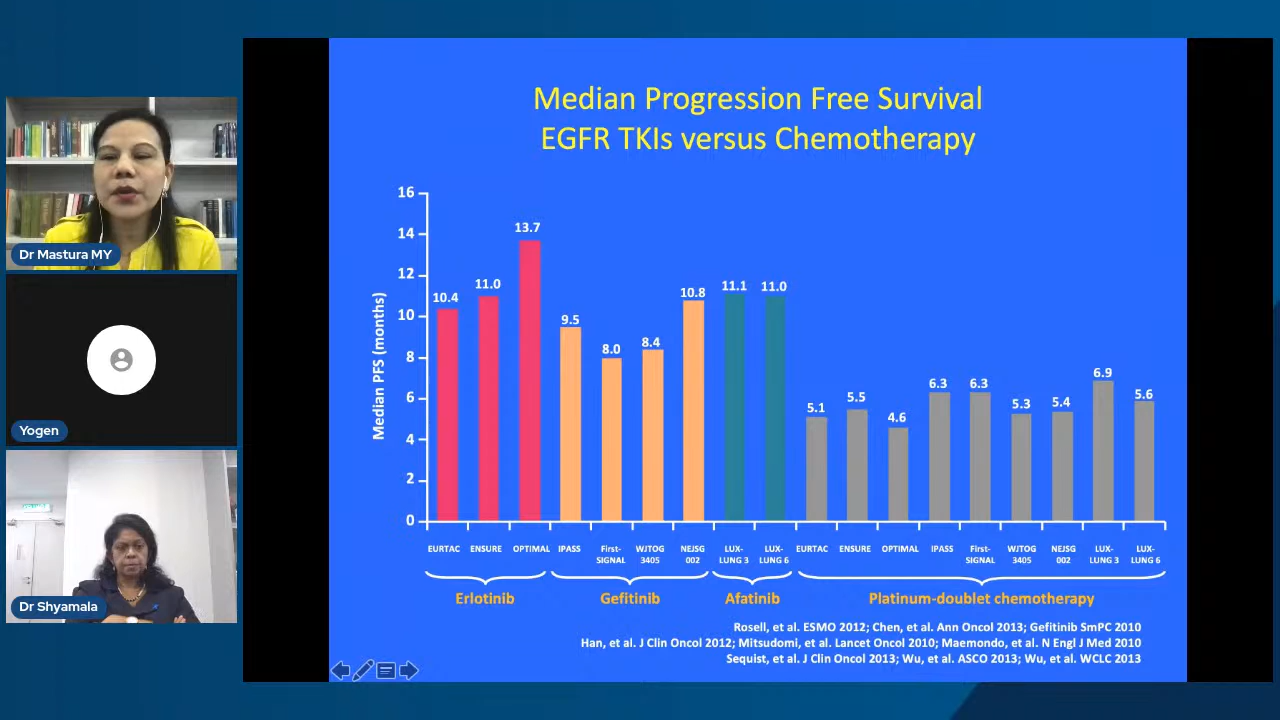 Median Progression Free Survival
EGFR TKIs versus Chemotherapy
Median PFS (months)
16
14
12
10
8
6
4
2
0
10.4
11.0
13.7
9.5
8.0
8.4
10.8
11.1
11.0
5.1
5.5
4.6
6.3
6.3
5.3
5.4
6.9
5.6
EURTAC
ENSURE
OPTIMAL
IPASS
First-
SIGNAL
WJTOG
3405
NEJSG
002
LUX-
LUNG 3
LUX-
LUNG 6
EURTAC
ENSURE
OPTIMAL
IPASS
First-
SIGNAL
WJTOG
3405
NEJSG
002
LUX-
LUNG 3
LUX-
LUNG 6
Erlotinib
Gefitinib
Afatinib
Platinum-doublet chemotherapy
Rosell, et al. ESMO 2012; Chen, et al. Ann Oncol 2013; Gefitinib SmPC 2010
Han, et al. J Clin Oncol 2012; Mitsudomi, et al. Lancet Oncol 2010; Maemondo, et al. N Engl J Med 2010
Sequist, et al. J Clin Oncol 2013; Wu, et al. ASCO 2013; Wu, et al. WCLC 2013
Dr Mastura MY
Yogen
Dr Shyamala